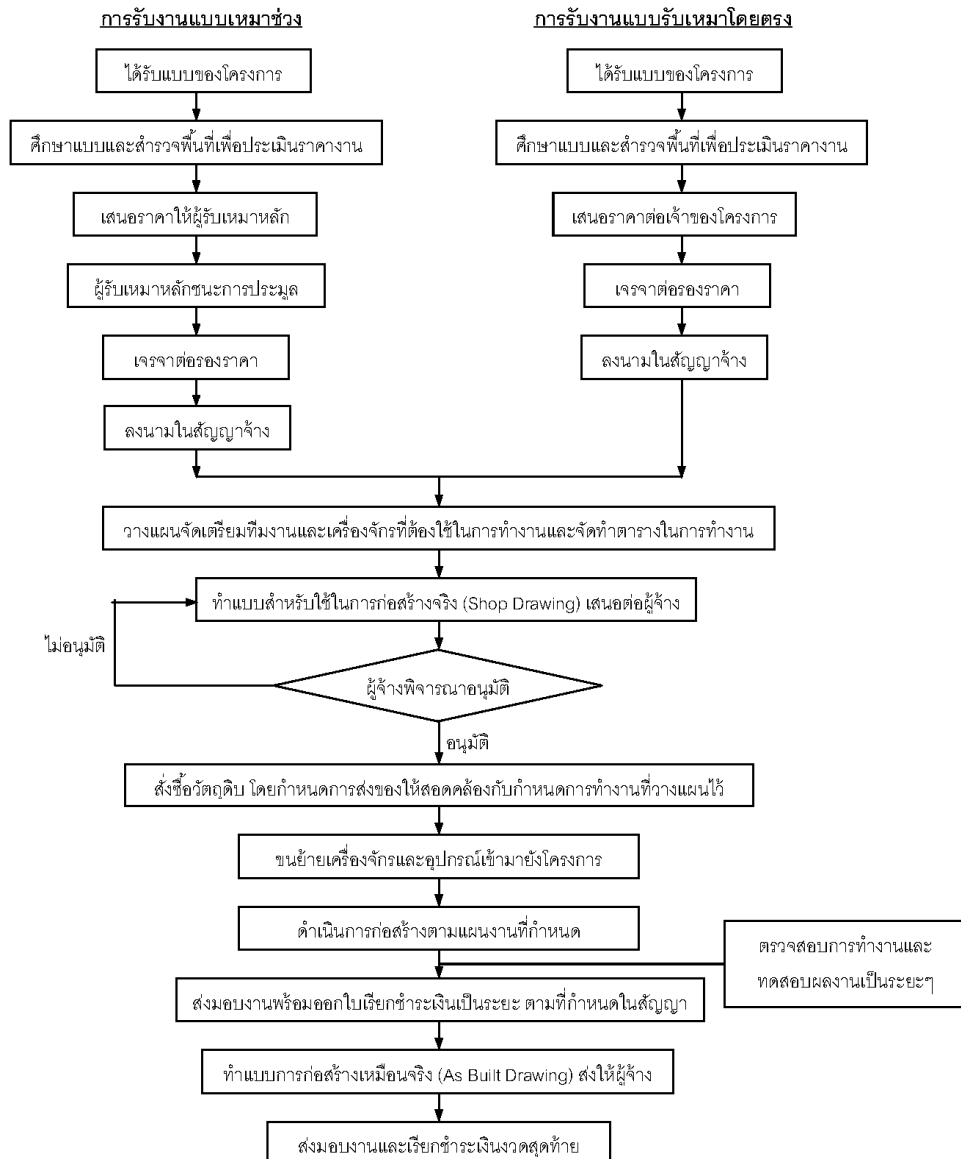 การรับงานแบบเหมาช่วง
ได้รับแบบของโครงการ
ศึกษาแบบและสำรวจพื้นที่เพื่อประเมินราคางาน
เสนอราคาให้ผู้รับเหมาหลัก
ผู้รับเหมาหลักชนะการประมูล
เจรจาต่อรองราคา
ลงนามในสัญญาจ้าง
การรับงานแบบรับเหมาโดยตรง
ได้รับแบบของโครงการ
ศึกษาแบบและสำรวจพื้นที่เพื่อประเมินราคางาน
เสนอราคาต่อเจ้าของโครงการ
เจรจาต่อรองราคา
ลงนามในสัญญาจ้าง
วางแผนจัดเตรียมทีมงานและเครื่องจักรที่ต้องใช้ในการทำงานและจัดทำตารางในการทำงาน
ทำแบบสำหรับใช้ในการก่อสร้างจริง (Shop Drawing) เสนอต่อผู้จ้าง
ไม่อนุมัติ
ผู้จ้างพิจารณาอนุมัติ
อนุมัติ
สั่งซื้อวัตถุดิบ โดยกำหนดการส่งของให้สอดคล้องกับกำหนดการทำงานที่วางแผนไว้
ขนย้ายเครื่องจักรและอุปกรณ์เข้ามายังโครงการ
ดำเนินการก่อสร้างตามแผนงานที่กำหนด
ตรวจสอบการทำงานและ
ทดสอบผลงานเป็นระยะๆ
ส่งมอบงานพร้อมออกใบเรียกชำระเงินเป็นระยะ ตามที่กำหนดในสัญญา
ทำแบบการก่อสร้างเหมือนจริง (As Built Drawing) ส่งให้ผู้จ้าง
ส่งมอบงานและเรียกชำระเงินงวดสุดท้าย